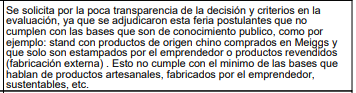 Se solicita por la poca transparencia de la decisión y criterios en la
evaluación, ya que se adjudicaron esta feria postulantes que no
cumplen con las bases que son de conocimiento publico, como por
ejemplo: stand con productos de origen chino comprados en Meiggs y
que solo son estampados por el emprendedor o productos revendidos
(fabricación externa) . Esto no cumple con el minimo de las bases que
hablan de productos artesanales, fabricados por el emprendedor,
sustentables, etc.